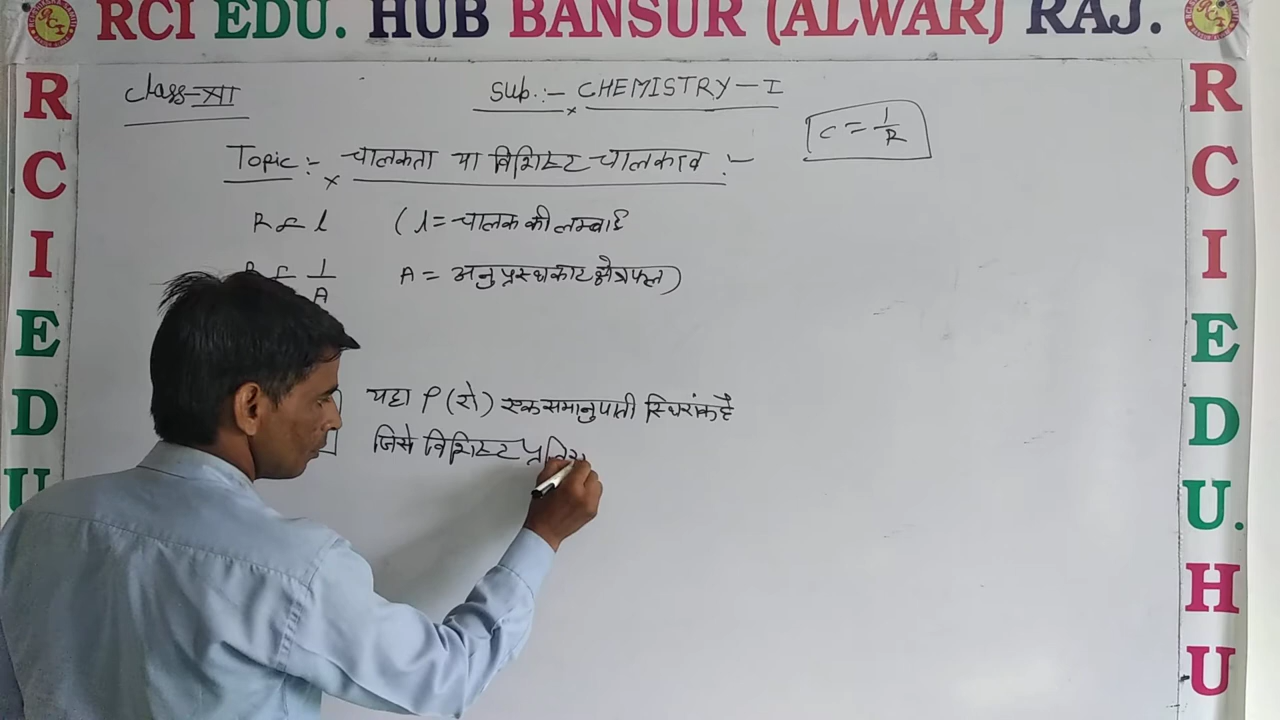 RCI EDU. HUB BANSUR (ALWAR) RAJ.
Class-XII
Sub.:- CHEMISTRY-I
C = 1/R
Topic:- चालकता या विशिष्ट चालकत्व :-
R ∝ l (l = चालक की लम्बाई
1/A A = अनुप्रस्थकाट क्षेत्रफल)
यहा ρ (रो) एक समानुपाती स्थिरांक है
जिसे विशिष्ट प्रति
R
C
I
E
D
U
R
C
I
E
D
U.
H
U